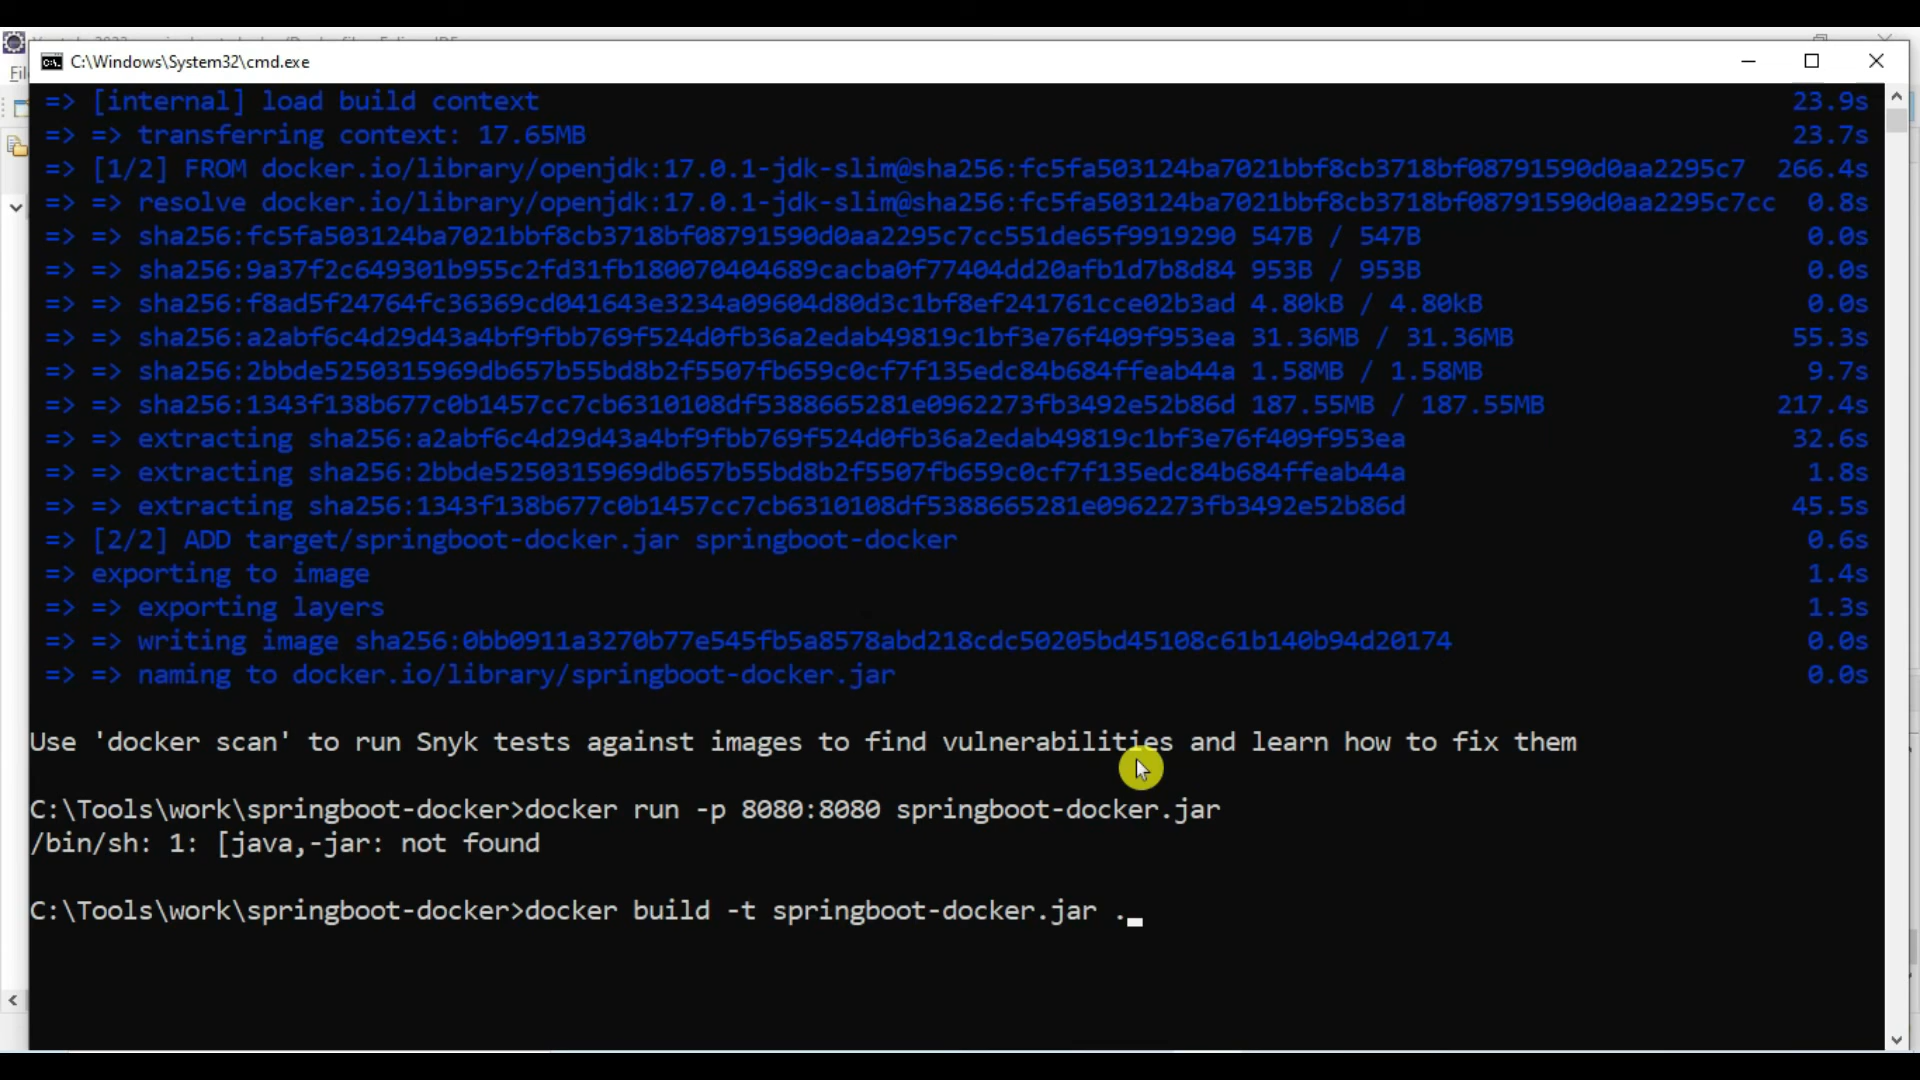 C:\Windows\System32\cmd.exe
=> [internal] load build context 23.9s
=> => transferring context: 17.65MB 23.7s
=> [1/2] FROM docker.io/library/openjdk:17.0.1-jdk-slim@sha256:fc5fa503124ba7021bbf8cb3718bf08791590d0aa2295c7 266.4s
=> => resolve docker.io/library/openjdk:17.0.1-jdk-slim@sha256:fc5fa503124ba7021bbf8cb3718bf08791590d0aa2295c7cc 0.8s
=> => sha256:fc5fa503124ba7021bbf8cb3718bf08791590d0aa2295c7cc551de65f9919290 547B / 547B 0.0s
=> => sha256:9a37f2c649301b955c2fd31fb180070404689cacba0f77404dd20afb1d7b8d84 953B / 953B 0.0s
=> => sha256:f8ad5f24764fc36369cd041643e3234a09604d80d3c1bf8ef241761cce02b3ad 4.80kB / 4.80kB 0.0s
=> => sha256:a2abf6c4d29d43a4bf9fbb769f524d0fb36a2edab49819c1bf3e76f409f953ea 31.36MB / 31.36MB 55.3s
=> => sha256:2bbde5250315969db657b55bd8b2f5507fb659c0cf7f135edc84b684ffeab44a 1.58MB / 1.58MB 9.7s
=> => sha256:1343f138b677c0b1457cc7cb6310108df5388665281e0962273fb3492e52b86d 187.55MB / 187.55MB 217.4s
=> => extracting sha256:a2abf6c4d29d43a4bf9fbb769f524d0fb36a2edab49819c1bf3e76f409f953ea 32.6s
=> => extracting sha256:2bbde5250315969db657b55bd8b2f5507fb659c0cf7f135edc84b684ffeab44a 1.8s
=> => extracting sha256:1343f138b677c0b1457cc7cb6310108df5388665281e0962273fb3492e52b86d 45.5s
=> [2/2] ADD target/springboot-docker.jar springboot-docker 0.6s
=> exporting to image 1.4s
=> => exporting layers 1.3s
=> => writing image sha256:0bb0911a3270b77e545fb5a8578abd218cdc50205bd45108c61b140b94d20174 0.0s
=> => naming to docker.io/library/springboot-docker.jar 0.0s
Use 'docker scan' to run Snyk tests against images to find vulnerabilities and learn how to fix them
C:\Tools\work\springboot-docker>docker run -p 8080:8080 springboot-docker.jar
/bin/sh: 1: [java,-jar: not found
C:\Tools\work\springboot-docker>docker build -t springboot-docker.jar .